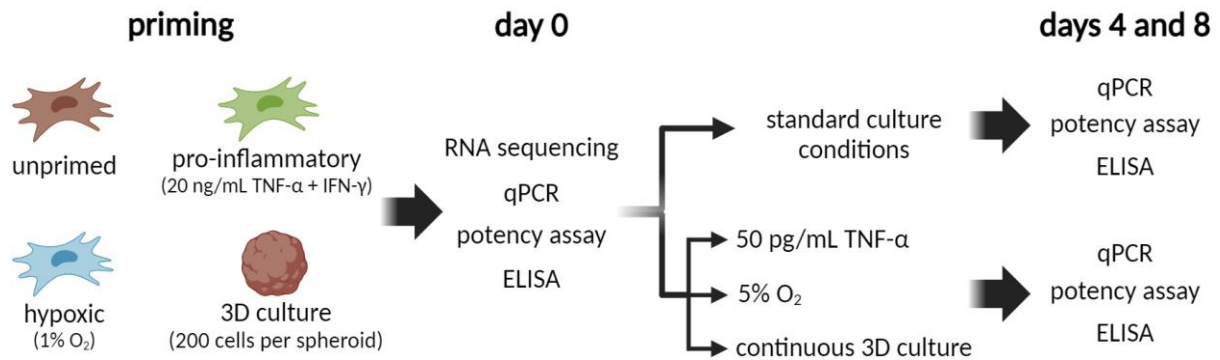 priming
day 0
days 4 and 8
unprimed
pro-inflammatory
(20 ng/mL TNF-α + IFN-γ)
hypoxic
(1% O₂)
3D culture
(200 cells per spheroid)
RNA sequencing
qPCR
potency assay
ELISA
standard culture
conditions
50 pg/mL TNF-α
5% O₂
continuous 3D culture
qPCR
potency assay
ELISA
qPCR
potency assay
ELISA